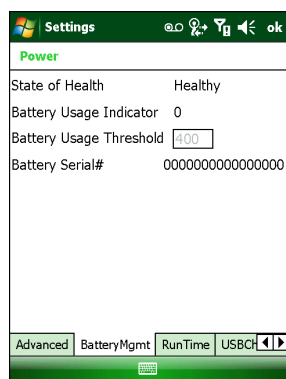 Settings ok
Power
State of Health Healthy
Battery Usage Indicator 0
Battery Usage Threshold 400
Battery Serial# 0000000000000000
Advanced BatteryMgmt RunTime USBCH